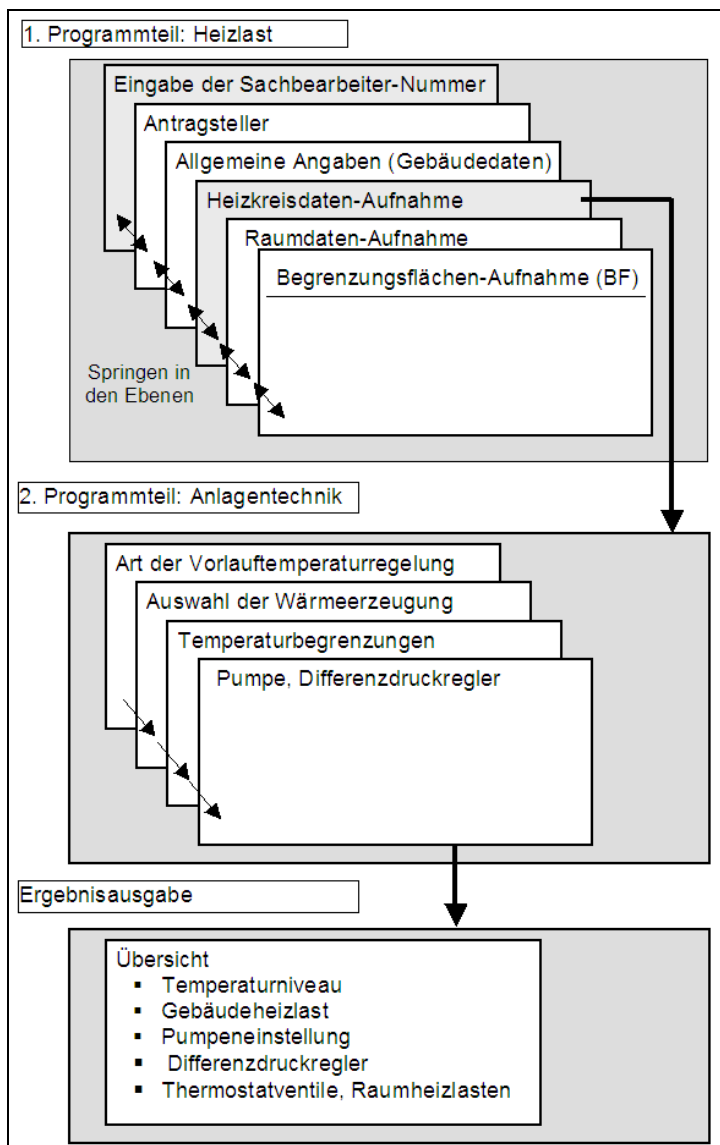 1. Programmteil: Heizlast
Eingabe der Sachbearbeiter-Nummer
Antragsteller
Allgemeine Angaben (Gebäudedaten)
Heizkreisdaten-Aufnahme
Raumdaten-Aufnahme
Begrenzungsflächen-Aufnahme (BF)
Springen in
den Ebenen
2. Programmteil: Anlagentechnik
Art der Vorlauftemperaturregelung
Auswahl der Wärmeerzeugung
Temperaturbegrenzungen
Pumpe, Differenzdruckregler
Ergebnisausgabe
Übersicht
▪ Temperaturniveau
▪ Gebäudeheizlast
▪ Pumpeneinstellung
▪ Differenzdruckregler
▪ Thermostatventile, Raumheizlasten